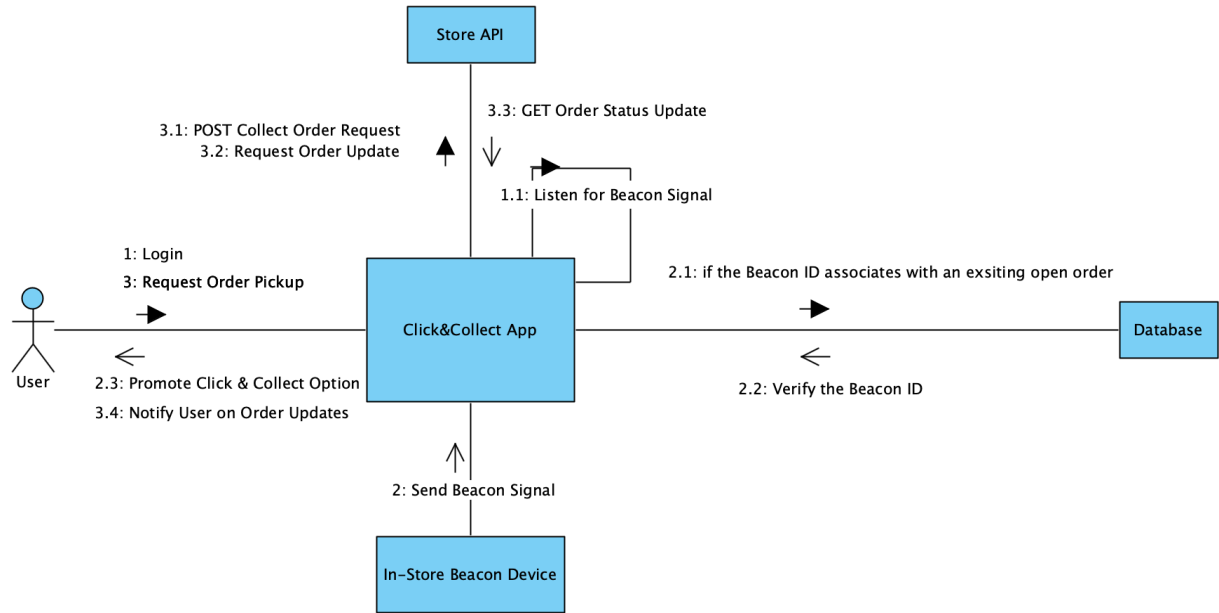 Store API
3.3: GET Order Status Update
3.1: POST Collect Order Request
3.2: Request Order Update
1.1: Listen for Beacon Signal
1: Login
3: Request Order Pickup
2.1: if the Beacon ID associates with an exsiting open order
Click&Collect App
Database
User
2.3: Promote Click & Collect Option
3.4: Notify User on Order Updates
2.2: Verify the Beacon ID
2: Send Beacon Signal
In-Store Beacon Device